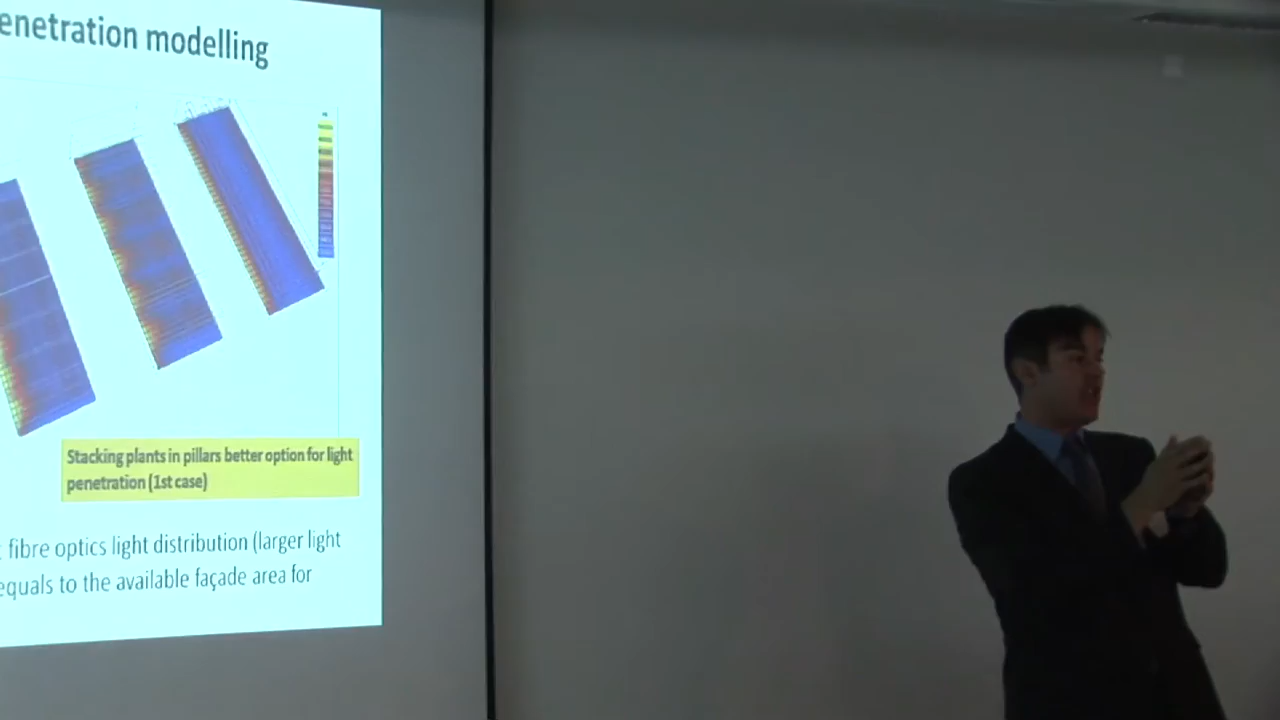 enetration modelling
Stacking plants in pillars better option for light
penetration (1st case)
fibre optics light distribution (larger light
equals to the available façade area for